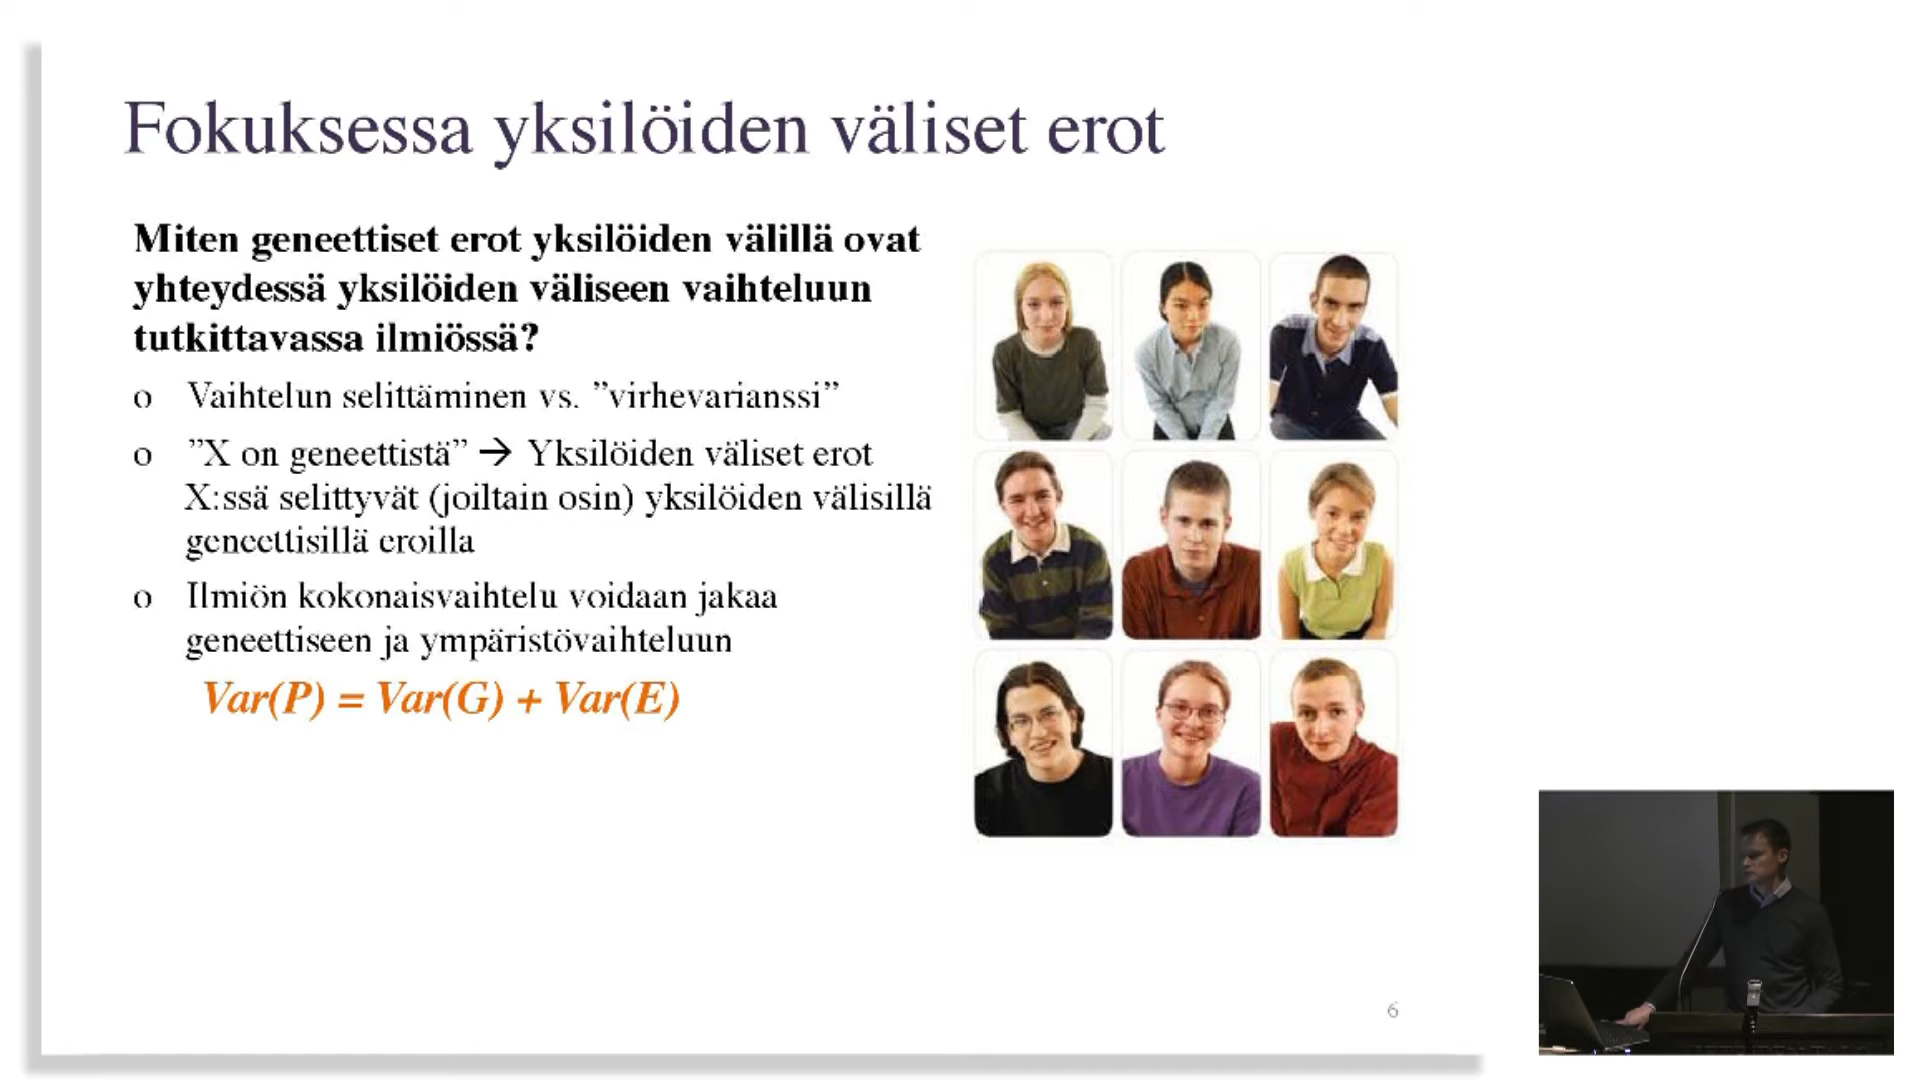 Fokuksessa yksilöiden väliset erot
Miten geneettiset erot yksilöiden välillä ovat
yhteydessä yksilöiden väliseen vaihteluun
tutkittavassa ilmiössä?
o Vaihtelun selittäminen vs. ”virhevarianssi”
o ”X on geneettistä” → Yksilöiden väliset erot
X:ssä selittyvät (joiltain osin) yksilöiden välisillä
geneettisillä eroilla
o Ilmiön kokonaisvaihtelu voidaan jakaa
geneettiseen ja ympäristövaihteluun
Var(P) = Var(G) + Var(E)
6